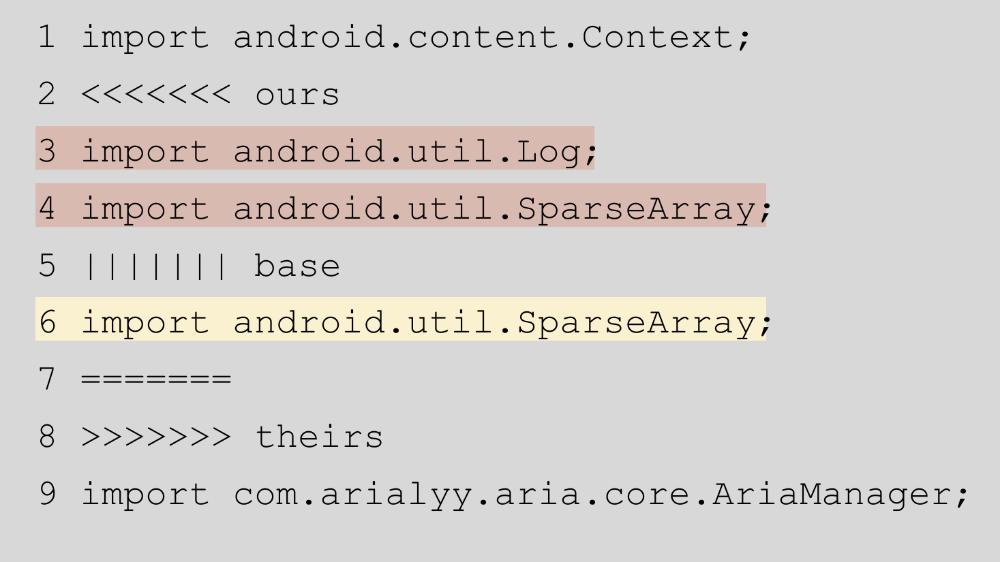 1 import android.content.Context;
2 <<<<<<< ours
3 import android.util.Log;
4 import android.util.SparseArray;
5 ||||||| base
6 import android.util.SparseArray;
7 =======
8 >>>>>>> theirs
9 import com.arialyy.aria.core.AriaManager;